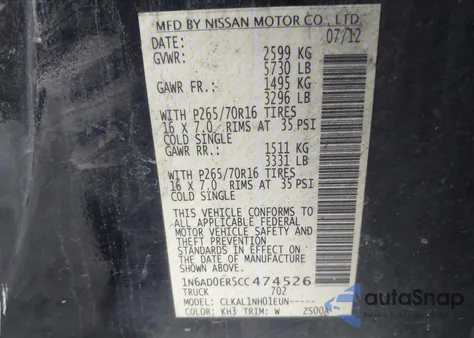 MFD BY NISSAN MOTOR CO., LTD.
DATE: 07/12
GVWR: 2599 KG
5730 LB
GAWR FR.: 1495 KG
3296 LB
WITH P265/70R16 TIRES
16 X 7.0 RIMS AT 35 PSI
COLD SINGLE
GAWR RR.: 1511 KG
3331 LB
WITH P265/70R16 TIRES
16 X 7.0 RIMS AT 35 PSI
COLD SINGLE
THIS VEHICLE CONFORMS TO
ALL APPLICABLE FEDERAL
MOTOR VEHICLE SAFETY AND
THEFT PREVENTION
STANDARDS IN EFFECT ON
THE DATE OF MANUFACTURE
SHOWN ABOVE.
1N6AD0ER5CC474526
TRUCK 702
MODEL: CLKAL1NH01EUN-----
COLOR: KH3 TRIM: W
autoSnap